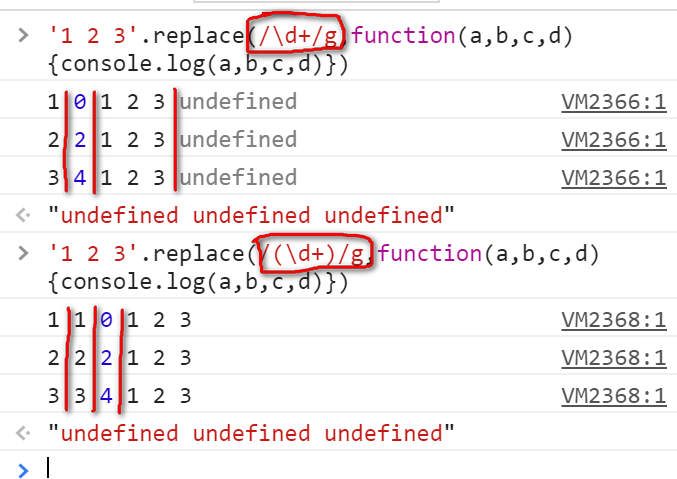 > '1 2 3'.replace(/\d+/g,function(a,b,c,d)
{console.log(a,b,c,d)})
1 0 1 2 3 undefined VM2366:1
2 2 1 2 3 undefined VM2366:1
3 4 1 2 3 undefined VM2366:1
"undefined undefined undefined"
> '1 2 3'.replace(/(\d+)/g,function(a,b,c,d)
{console.log(a,b,c,d)})
1 1 0 1 2 3 VM2368:1
2 2 2 1 2 3 VM2368:1
3 3 4 1 2 3 VM2368:1
"undefined undefined undefined"
>